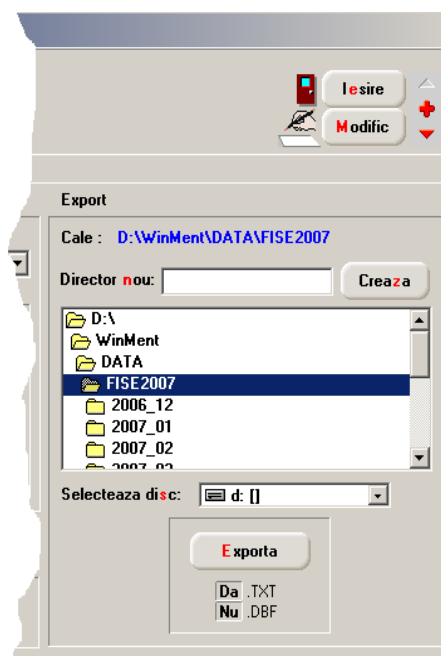 Iesire
Modific
Export
Cale : D:\WinMent\DATA\FISE2007
Director nou:
Creaza
D:\
WinMent
DATA
FISE2007
2006_12
2007_01
2007_02
Selecteaza disc: d: []
Exporta
Da .TXT
Nu .DBF